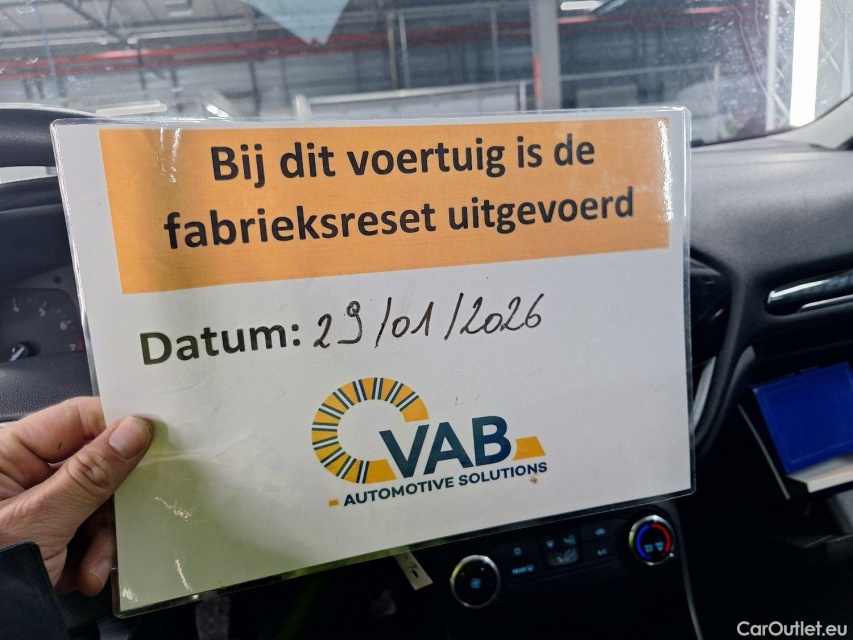 Bij dit voertuig is de
fabrieksreset uitgevoerd
Datum: 29/01/2026
VAB
AUTOMOTIVE SOLUTIONS
CarOutlet.eu